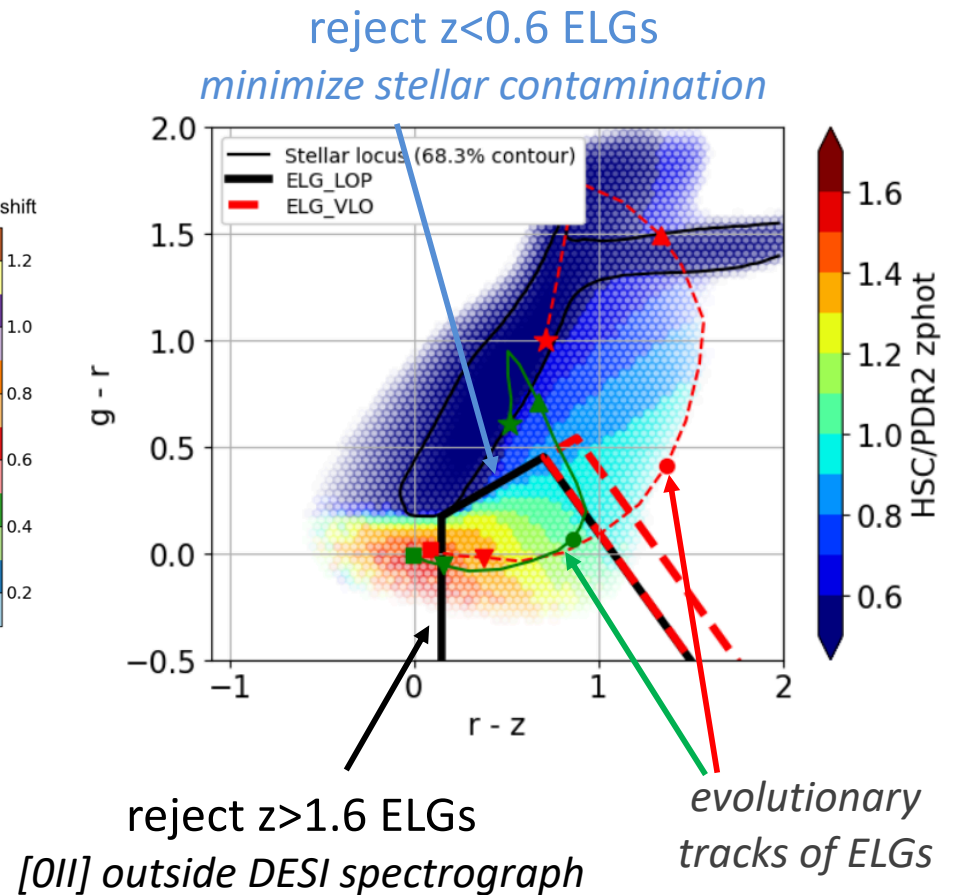 reject z<0.6 ELGs
minimize stellar contamination
2.0
Stellar locus (68.3% contour)
ELG_LOP
ELG_VLO
1.5
1.0
0.5
0.0
−0.5
g - r
−1
0
1
2
r - z
shift
1.2
1.0
0.8
0.6
0.4
0.2
1.6
1.4
1.2
1.0
0.8
0.6
HSC/PDR2 zphot
reject z>1.6 ELGs
[0II] outside DESI spectrograph
evolutionary
tracks of ELGs